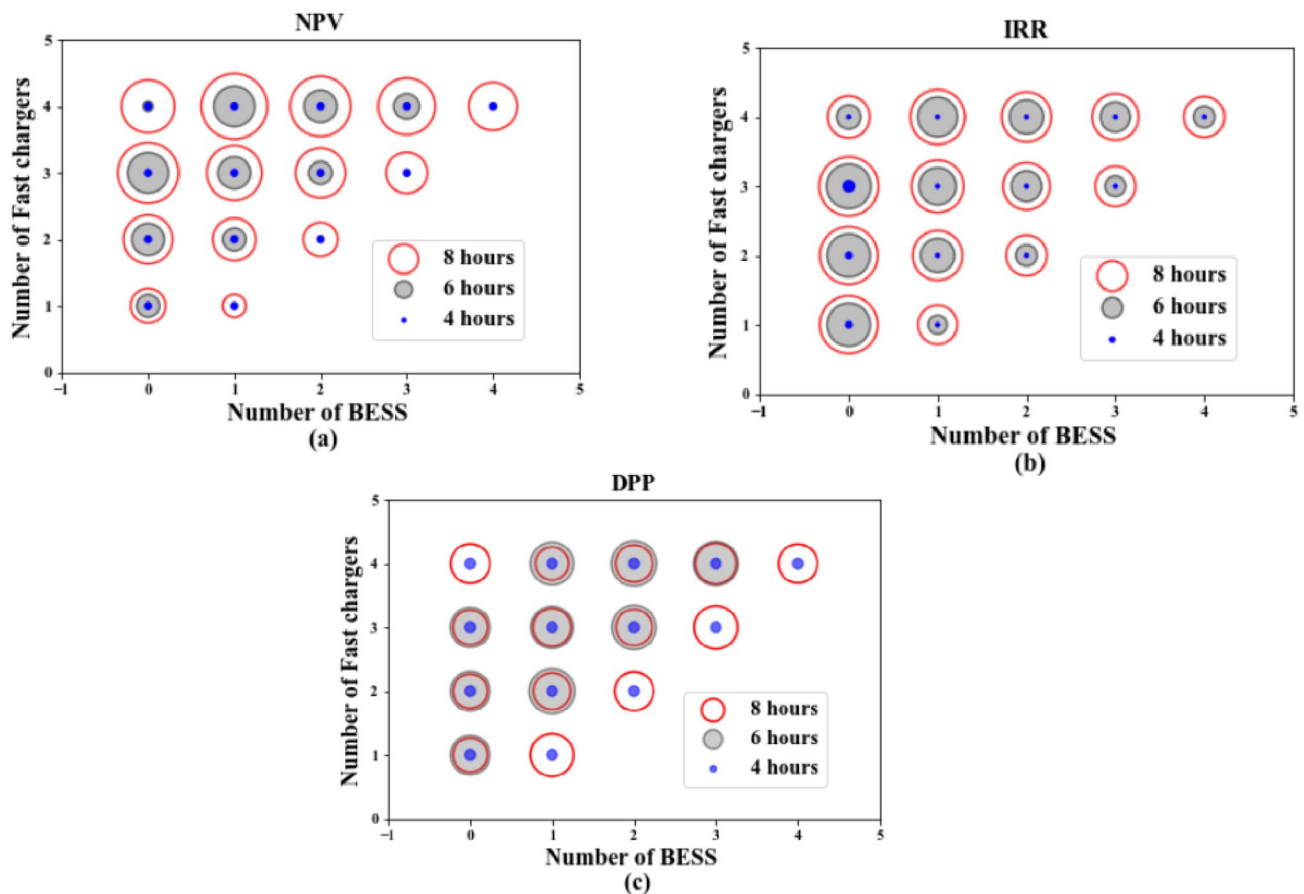 NPV
5
4
3
2
1
0
−1
0
1
2
3
4
5
Number of Fast chargers
Number of BESS
8 hours
6 hours
4 hours
(a)
IRR
5
4
3
2
1
0
−1
0
1
2
3
4
5
Number of Fast chargers
Number of BESS
8 hours
6 hours
4 hours
(b)
DPP
5
4
3
2
1
0
−1
0
1
2
3
4
5
Number of Fast chargers
Number of BESS
8 hours
6 hours
4 hours
(c)